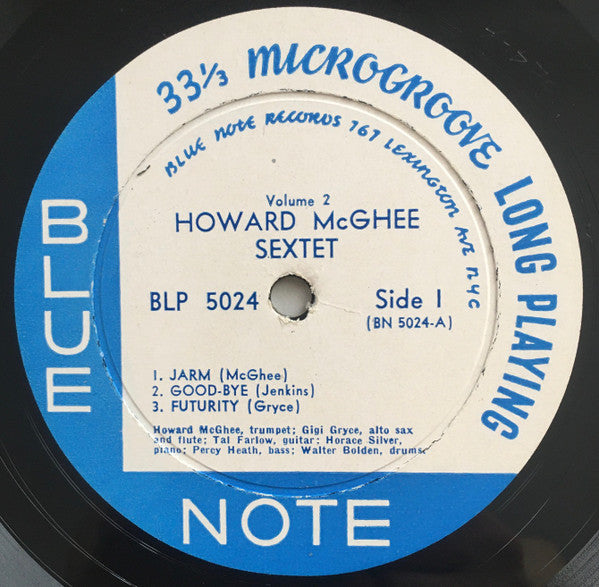 33⅓ MICROGROOVE LONG PLAYING
BLUE NOTE RECORDS 767 LEXINGTON AVE NYC
Volume 2
HOWARD McGHEE
SEXTET
BLP 5024
Side 1
(BN 5024-A)
1. JARM (McGhee)
2. GOOD-BYE (Jenkins)
3. FUTURITY (Gryce)
Howard McGhee, trumpet; Gigi Gryce, alto sax
and flute; Tal Farlow, guitar; Horace Silver,
piano; Percy Heath, bass; Walter Bolden, drums
BLUE
NOTE